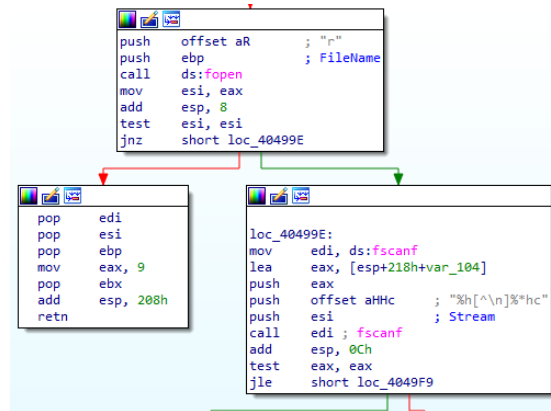 push offset aR ; "r"
push ebp ; FileName
call ds:fopen
mov esi, eax
add esp, 8
test esi, esi
jnz short loc_40499E
pop edi
pop esi
pop ebp
mov eax, 9
pop ebx
add esp, 208h
retn
loc_40499E:
mov edi, ds:fscanf
lea eax, [esp+218h+var_104]
push eax
push offset aHHc ; "%h[^\n]%*hc"
push esi ; Stream
call edi ; fscanf
add esp, 0Ch
test eax, eax
jle short loc_4049F9